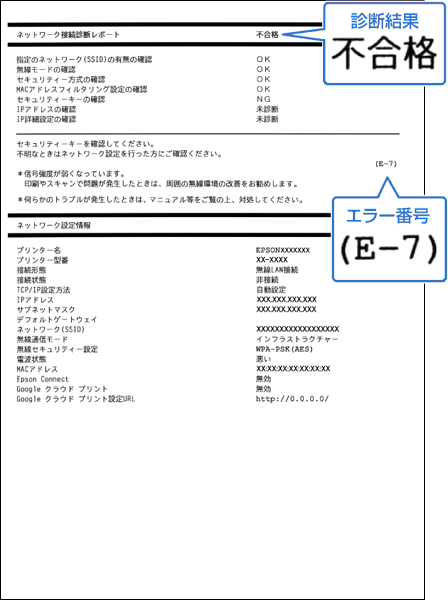 ネットワーク接続診断レポート 不合格
診断結果
不合格
指定のネットワーク(SSID)の有無の確認 OK
無線モードの確認 OK
セキュリティー方式の確認 OK
MACアドレスフィルタリング設定の確認 OK
セキュリティーキーの確認 NG
IPアドレスの確認 未診断
IP詳細設定の確認 未診断
セキュリティーキーを確認してください。
不明なときはネットワーク設定を行った方にご確認ください。
(E-7)
*信号強度が弱くなっています。
印刷やスキャンで問題が発生したときは、周囲の無線環境の改善をお勧めします。
*何らかのトラブルが発生したときは、マニュアル等をご覧の上、対処してください。
エラー番号
(E-7)
ネットワーク設定情報
プリンター名 EPSONXXXXXXX
プリンター型番 XX-XXXX
接続形態 無線LAN接続
接続状態 非接続
TCP/IP設定方法 自動設定
IPアドレス XXX.XXX.XXX.XXX
サブネットマスク XXX.XXX.XXX.XXX
デフォルトゲートウェイ
ネットワーク(SSID) XXXXXXXXXXXXXXXXXX
無線通信モード インフラストラクチャー
無線セキュリティー設定 WPA-PSK(AES)
電波状態 悪い
MACアドレス XX:XX:XX:XX:XX:XX:XX
Epson Connect 無効
Google クラウド プリント 無効
Google クラウド プリント設定URL http://0.0.0.0/